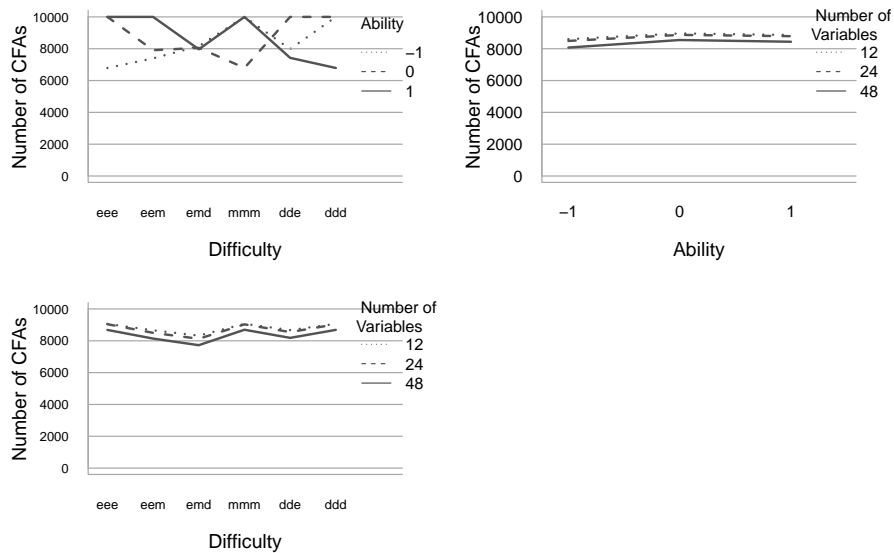 Number of CFAs
10000
8000
6000
4000
2000
0
eee eem emd mmm dde ddd
Difficulty
Ability
−1
0
1
Number of CFAs
10000
8000
6000
4000
2000
0
−1 0 1
Ability
Number of
Variables
12
24
48
Number of CFAs
10000
8000
6000
4000
2000
0
eee eem emd mmm dde ddd
Difficulty
Number of
Variables
12
24
48